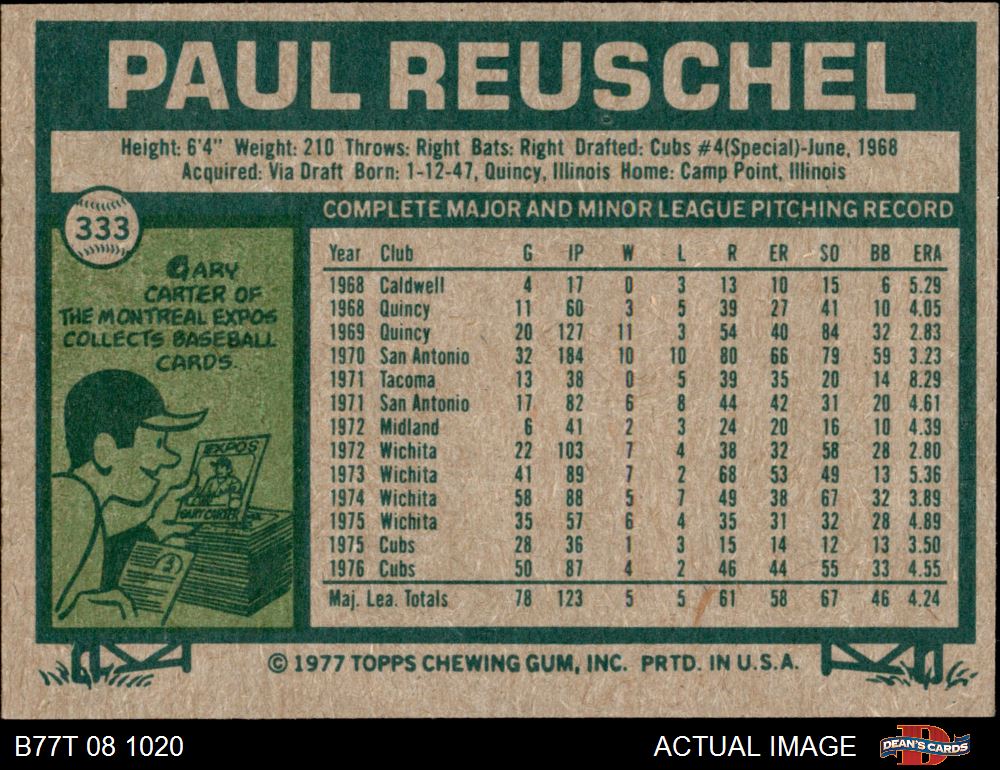 PAUL REUSCHEL
Height: 6'4" Weight: 210 Throws: Right Bats: Right Drafted: Cubs #4(Special)-June, 1968
Acquired: Via Draft Born: 1-12-47, Quincy, Illinois Home: Camp Point, Illinois
333
GARY
CARTER OF
THE MONTREAL EXPOS
COLLECTS BASEBALL
CARDS.
EXPOS
GARY CARTER
COMPLETE MAJOR AND MINOR LEAGUE PITCHING RECORD
Year Club G IP W L R ER SO BB ERA
1968 Caldwell 4 17 0 3 13 10 15 6 5.29
1968 Quincy 11 60 3 5 39 27 41 10 4.05
1969 Quincy 20 127 11 3 54 40 84 32 2.83
1970 San Antonio 32 184 10 10 80 66 79 59 3.23
1971 Tacoma 13 38 0 5 39 35 20 14 8.29
1971 San Antonio 17 82 6 8 44 42 31 20 4.61
1972 Midland 6 41 2 3 24 20 16 10 4.39
1972 Wichita 22 103 7 4 38 32 58 28 2.80
1973 Wichita 41 89 7 2 68 53 49 13 5.36
1974 Wichita 58 88 5 7 49 38 67 32 3.89
1975 Wichita 35 57 6 4 35 31 32 28 4.89
1975 Cubs 28 36 1 3 15 14 12 13 3.50
1976 Cubs 50 87 4 2 46 44 55 33 4.55
Maj. Lea. Totals 78 123 5 5 61 58 67 46 4.24
© 1977 TOPPS CHEWING GUM, INC. PRTD. IN U.S.A.
B77T 08 1020
ACTUAL IMAGE
DEAN'S CARDS